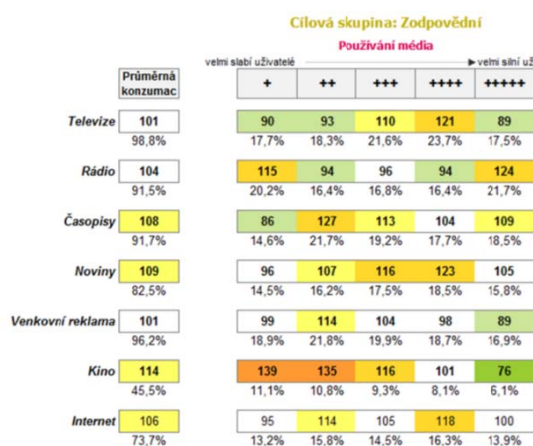 Cílová skupina: Zodpovědní
Používání média
velmi slabí uživatelé velmi silní už
Průměrná konzumac + ++ +++ ++++ +++++
Televize 101 90 93 110 121 89
98,8% 17,7% 18,3% 21,6% 23,7% 17,5%
Rádio 104 115 94 96 94 124
91,5% 20,2% 16,4% 16,8% 16,4% 21,7%
Časopisy 108 86 127 113 104 109
91,7% 14,6% 21,7% 19,2% 17,7% 18,5%
Noviny 109 96 107 116 123 105
82,5% 14,5% 16,2% 17,5% 18,5% 15,8%
Venkovní reklama 101 99 114 104 98 89
96,2% 18,9% 21,8% 19,9% 18,7% 16,9%
Kino 114 139 135 116 101 76
45,5% 11,1% 10,8% 9,3% 8,1% 6,1%
Internet 106 95 114 105 118 100
73,7% 13,2% 15,8% 14,5% 16,3% 13,9%